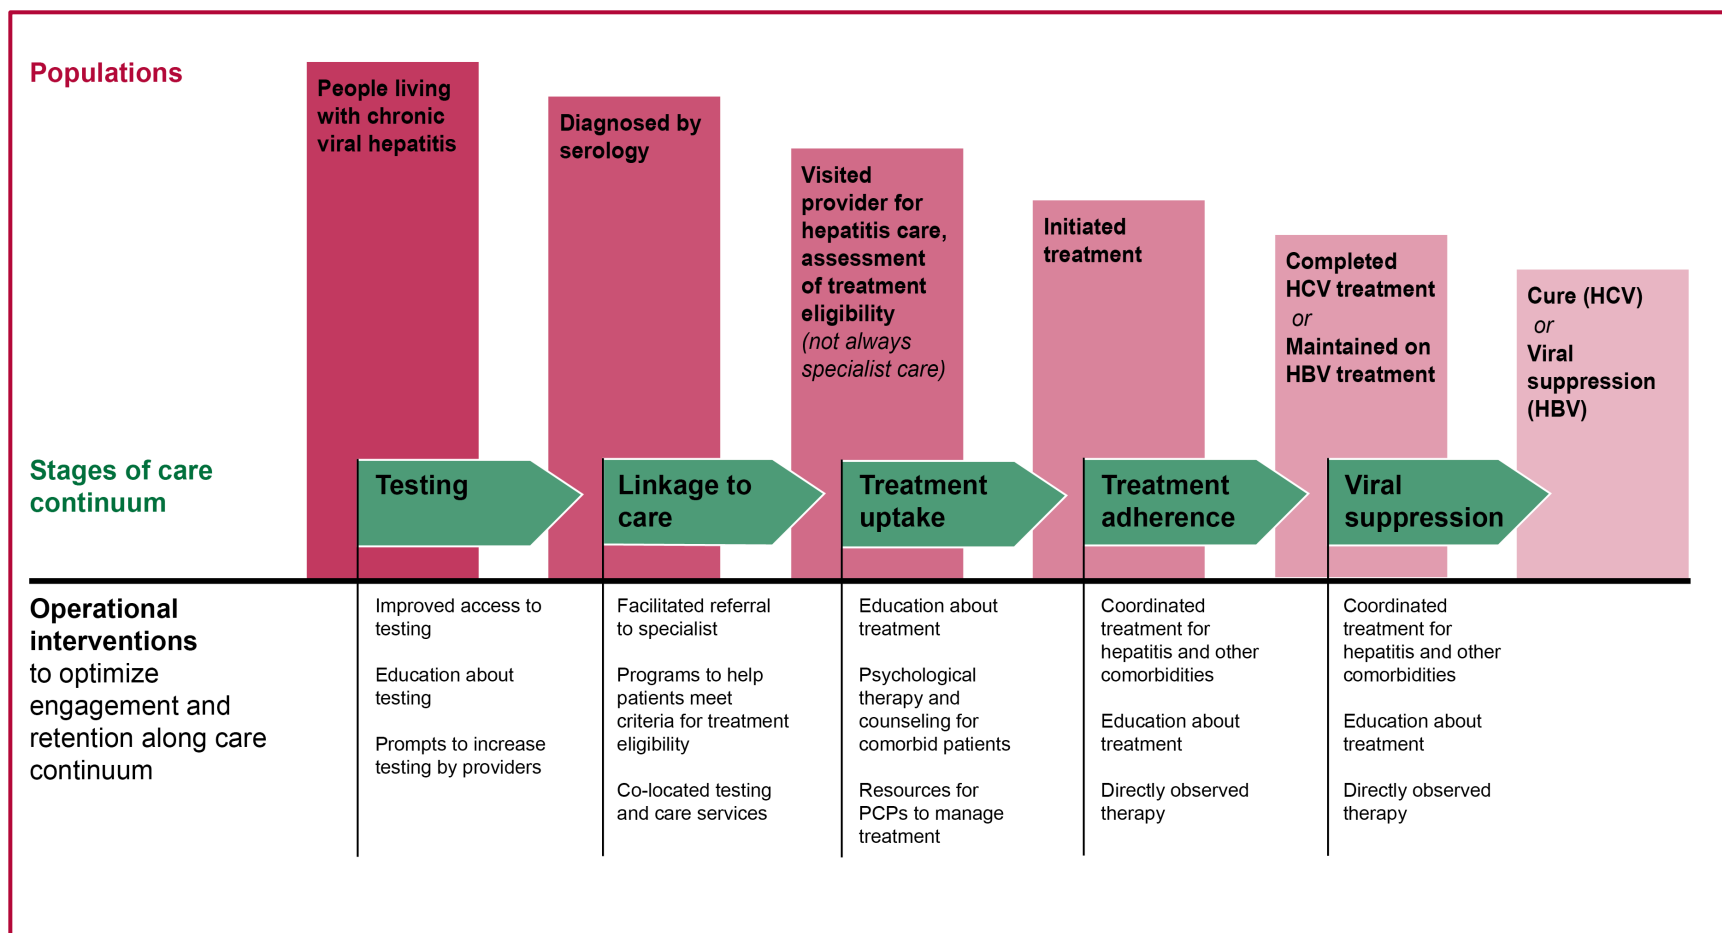 Populations
People living
with chronic
viral hepatitis
Diagnosed by
serology
Visited
provider for
hepatitis care,
assessment
of treatment
eligibility
(not always
specialist care)
Initiated
treatment
Completed
HCV treatment
or
Maintained on
HBV treatment
Cure (HCV)
or
Viral
suppression
(HBV)
Stages of care
continuum
Testing
Linkage to
care
Treatment
uptake
Treatment
adherence
Viral
suppression
Operational
interventions
to optimize
engagement and
retention along care
continuum
Improved access to
testing
Education about
testing
Prompts to increase
testing by providers
Facilitated referral
to specialist
Programs to help
patients meet
criteria for treatment
eligibility
Co-located testing
and care services
Education about
treatment
Psychological
therapy and
counseling for
comorbid patients
Resources for
PCPs to manage
treatment
Coordinated
treatment for
hepatitis and other
comorbidities
Education about
treatment
Directly observed
therapy
Coordinated
treatment for
hepatitis and other
comorbidities
Education about
treatment
Directly observed
therapy